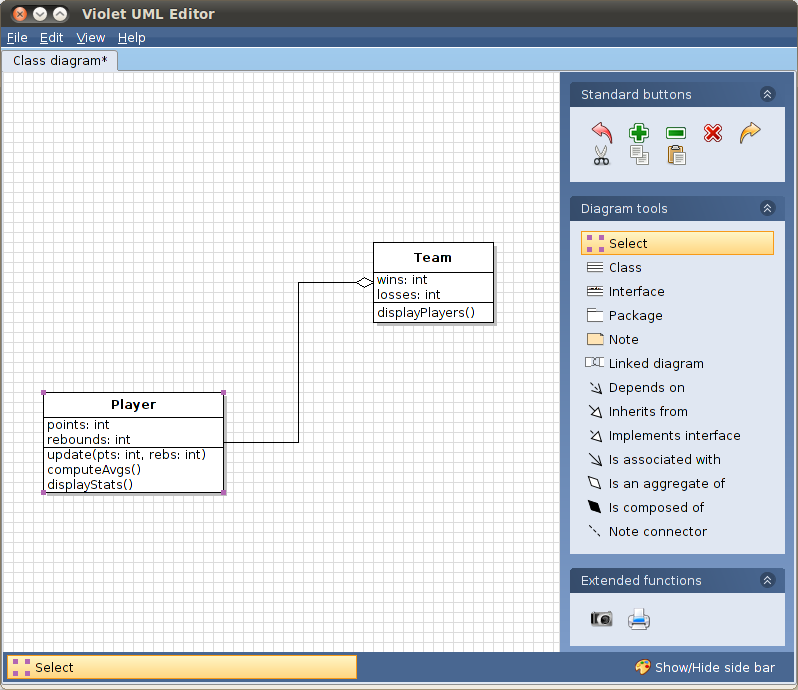 Violet UML Editor
File Edit View Help
Class diagram*
Standard buttons
Diagram tools
Select
Class
Interface
Package
Note
Linked diagram
Depends on
Inherits from
Implements interface
Is associated with
Is an aggregate of
Is composed of
Note connector
Extended functions
Team
wins: int
losses: int
displayPlayers()
Player
points: int
rebounds: int
update(pts: int, rebs: int)
computeAvgs()
displayStats()
Select
Show/Hide side bar